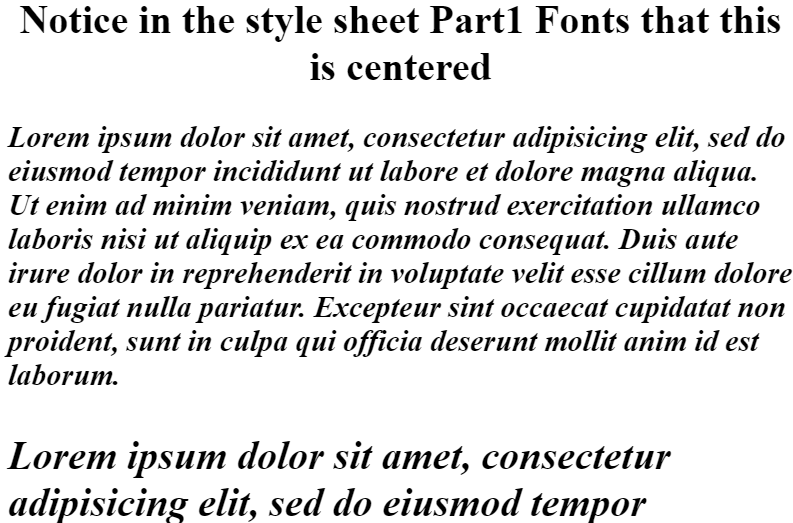 Notice in the style sheet Part1 Fonts that this
is centered
Lorem ipsum dolor sit amet, consectetur adipisicing elit, sed do
eiusmod tempor incididunt ut labore et dolore magna aliqua.
Ut enim ad minim veniam, quis nostrud exercitation ullamco
laboris nisi ut aliquip ex ea commodo consequat. Duis aute
irure dolor in reprehenderit in voluptate velit esse cillum dolore
eu fugiat nulla pariatur. Excepteur sint occaecat cupidatat non
proident, sunt in culpa qui officia deserunt mollit anim id est
laborum.
Lorem ipsum dolor sit amet, consectetur
adipisicing elit, sed do eiusmod tempor